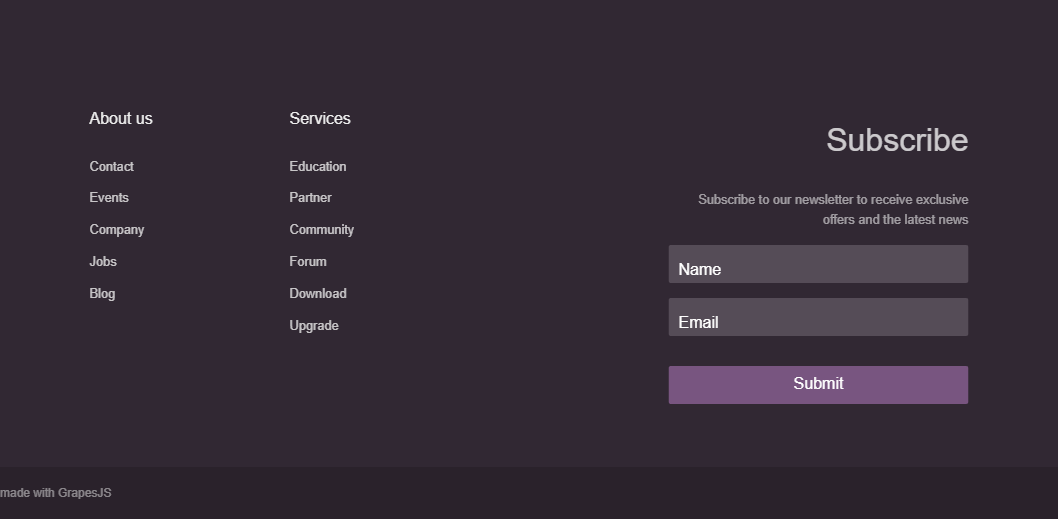 About us
Contact
Events
Company
Jobs
Blog
Services
Education
Partner
Community
Forum
Download
Upgrade
Subscribe
Subscribe to our newsletter to receive exclusive
offers and the latest news
Name
Email
Submit
made with GrapesJS